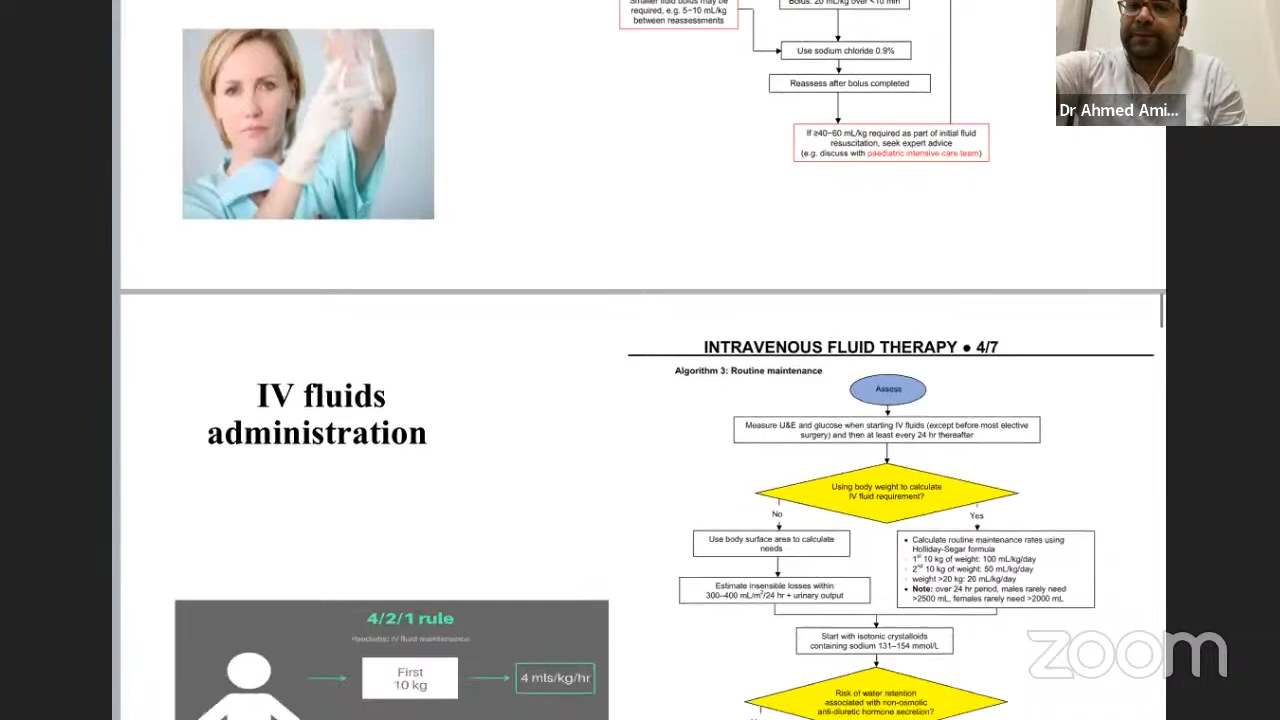 Smaller fluid bolus may be
required, e.g. 5–10 mL/kg
between reassessments
Bolus: 20 mL/kg over <10 min
Use sodium chloride 0.9%
Reassess after bolus completed
If ≥40–60 mL/kg required as part of initial fluid
resuscitation, seek expert advice
(e.g. discuss with paediatric intensive care team)
Dr Ahmed Ami...
IV fluids
administration
INTRAVENOUS FLUID THERAPY ● 4/7
Algorithm 3: Routine maintenance
Assess
Measure U&E and glucose when starting IV fluids (except before most elective
surgery) and then at least every 24 hr thereafter
Using body weight to calculate
IV fluid requirement?
No
Yes
Use body surface area to calculate
needs
Estimate insensible losses within
300–400 mL/m²/24 hr + urinary output
• Calculate routine maintenance rates using
Holliday-Segar formula
1st 10 kg of weight: 100 mL/kg/day
2nd 10 kg of weight; 50 mL/kg/day
weight >20 kg: 20 mL/kg/day
• Note: over 24 hr period, males rarely need
>2500 mL, females rarely need >2000 mL
Start with isotonic crystalloids
containing sodium 131–154 mmol/L
Risk of water retention
associated with non-osmotic
anti-diuretic hormone secretion?
4/2/1 rule
Paediatric IV fluid maintenance
First
10 kg
4 mls/kg/hr
zoom